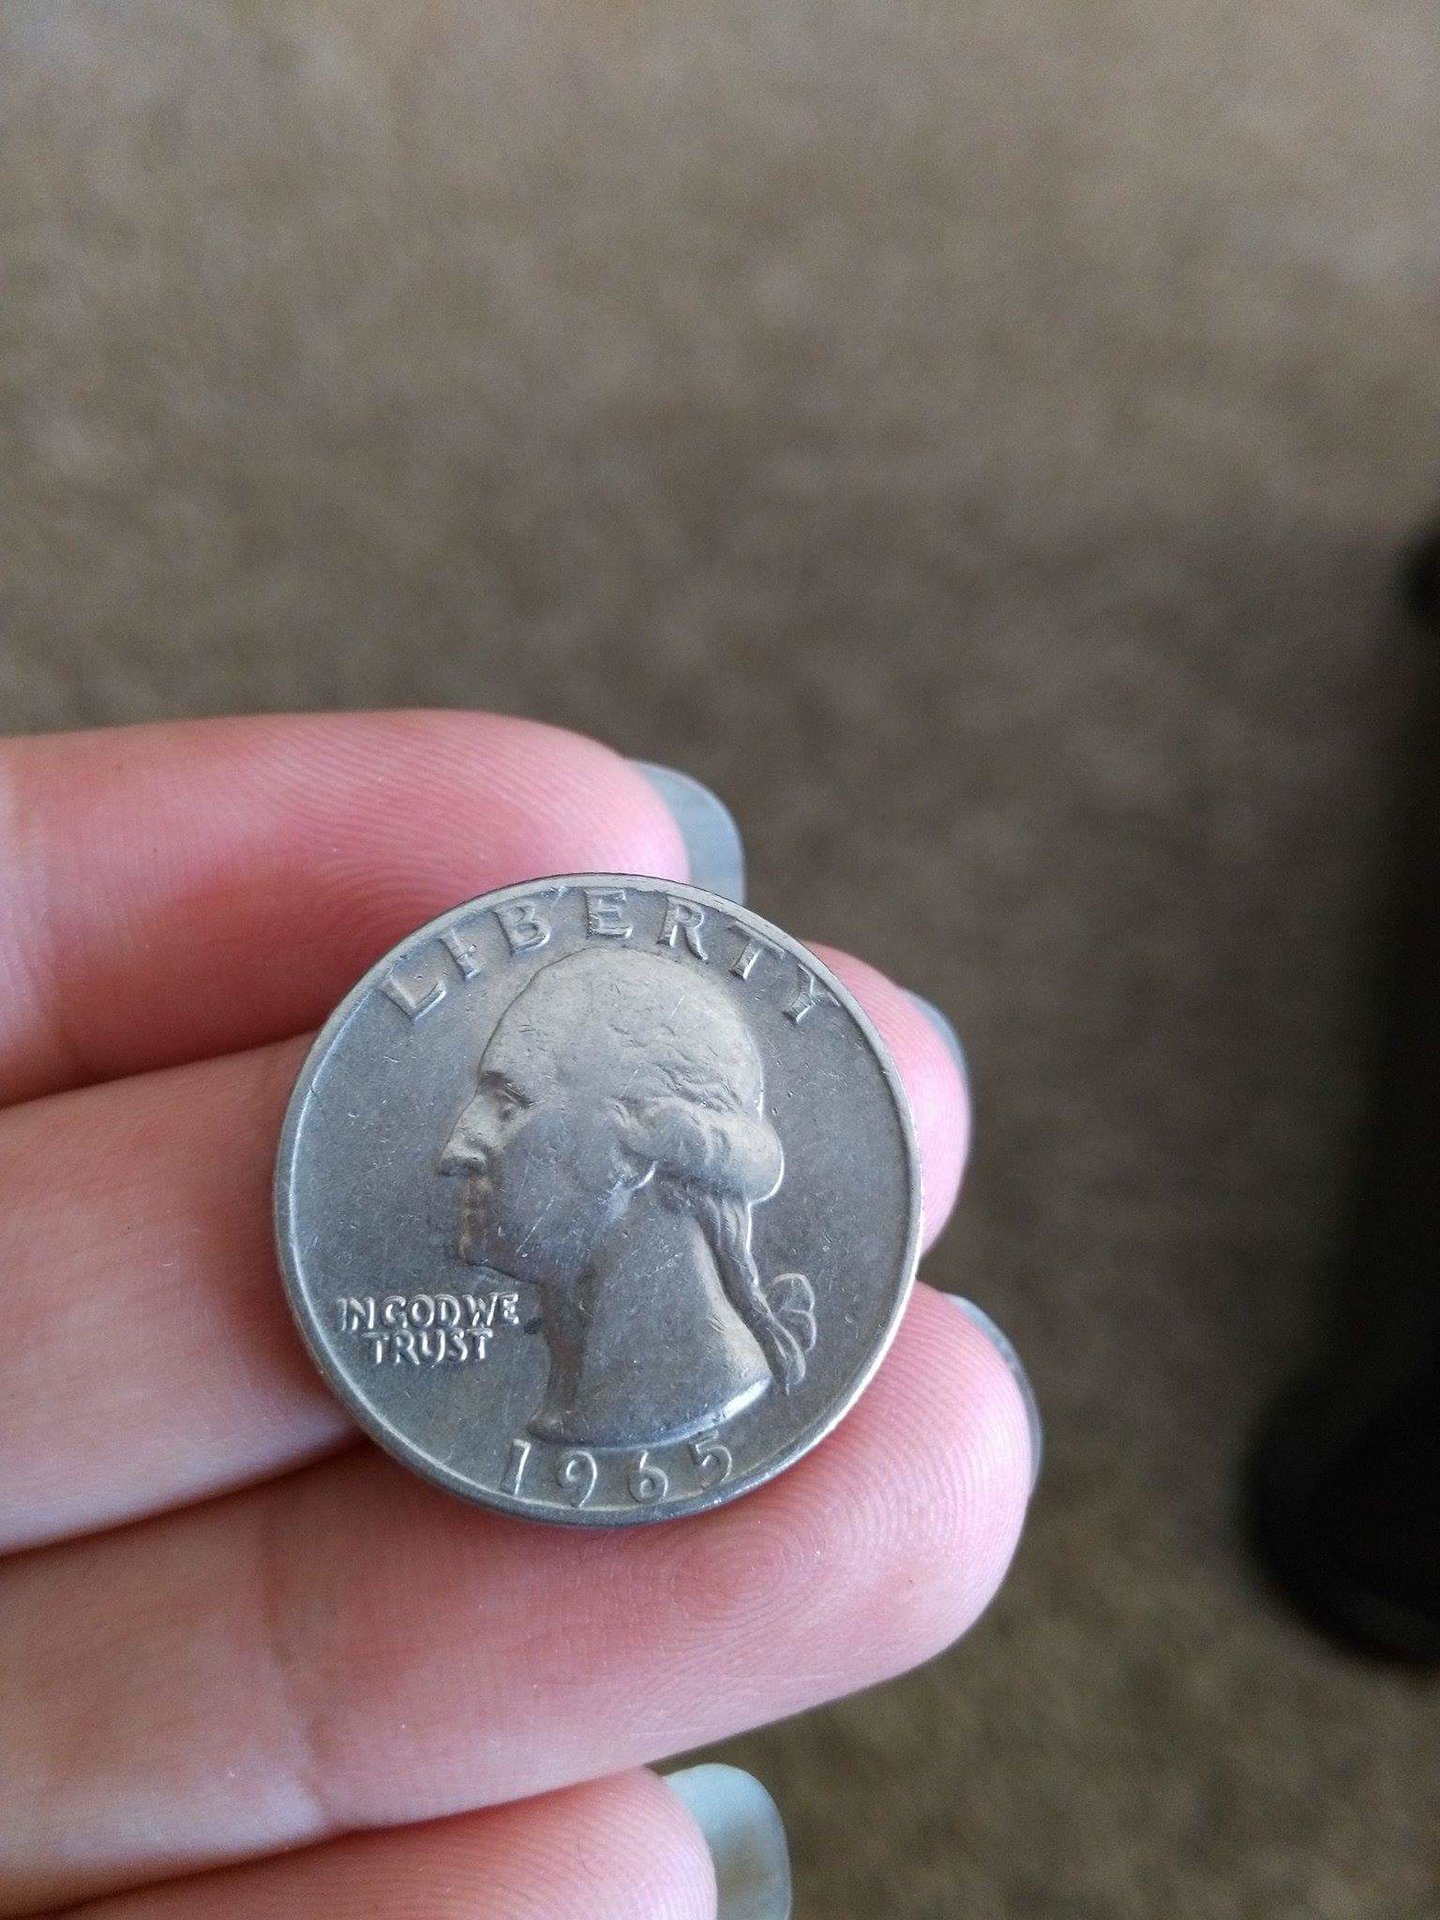 LIBERTY
IN GOD WE
TRUST
1965